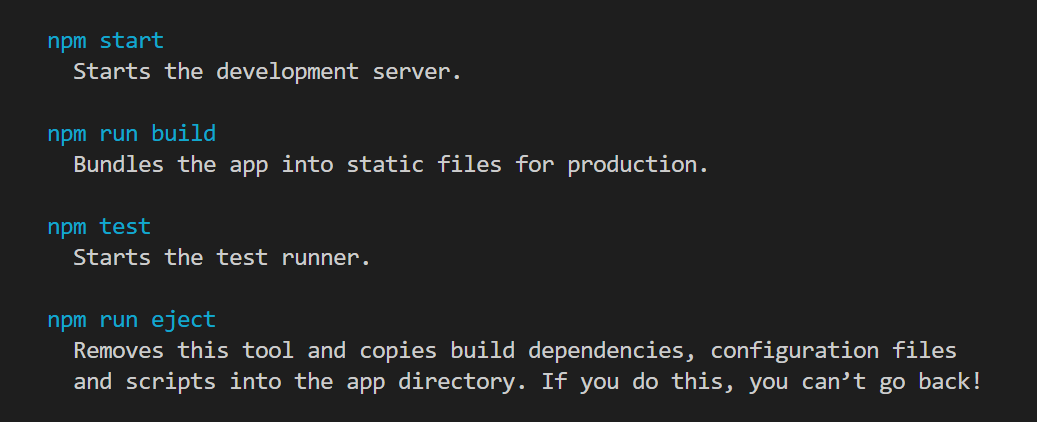 npm start
Starts the development server.
npm run build
Bundles the app into static files for production.
npm test
Starts the test runner.
npm run eject
Removes this tool and copies build dependencies, configuration files
and scripts into the app directory. If you do this, you can’t go back!